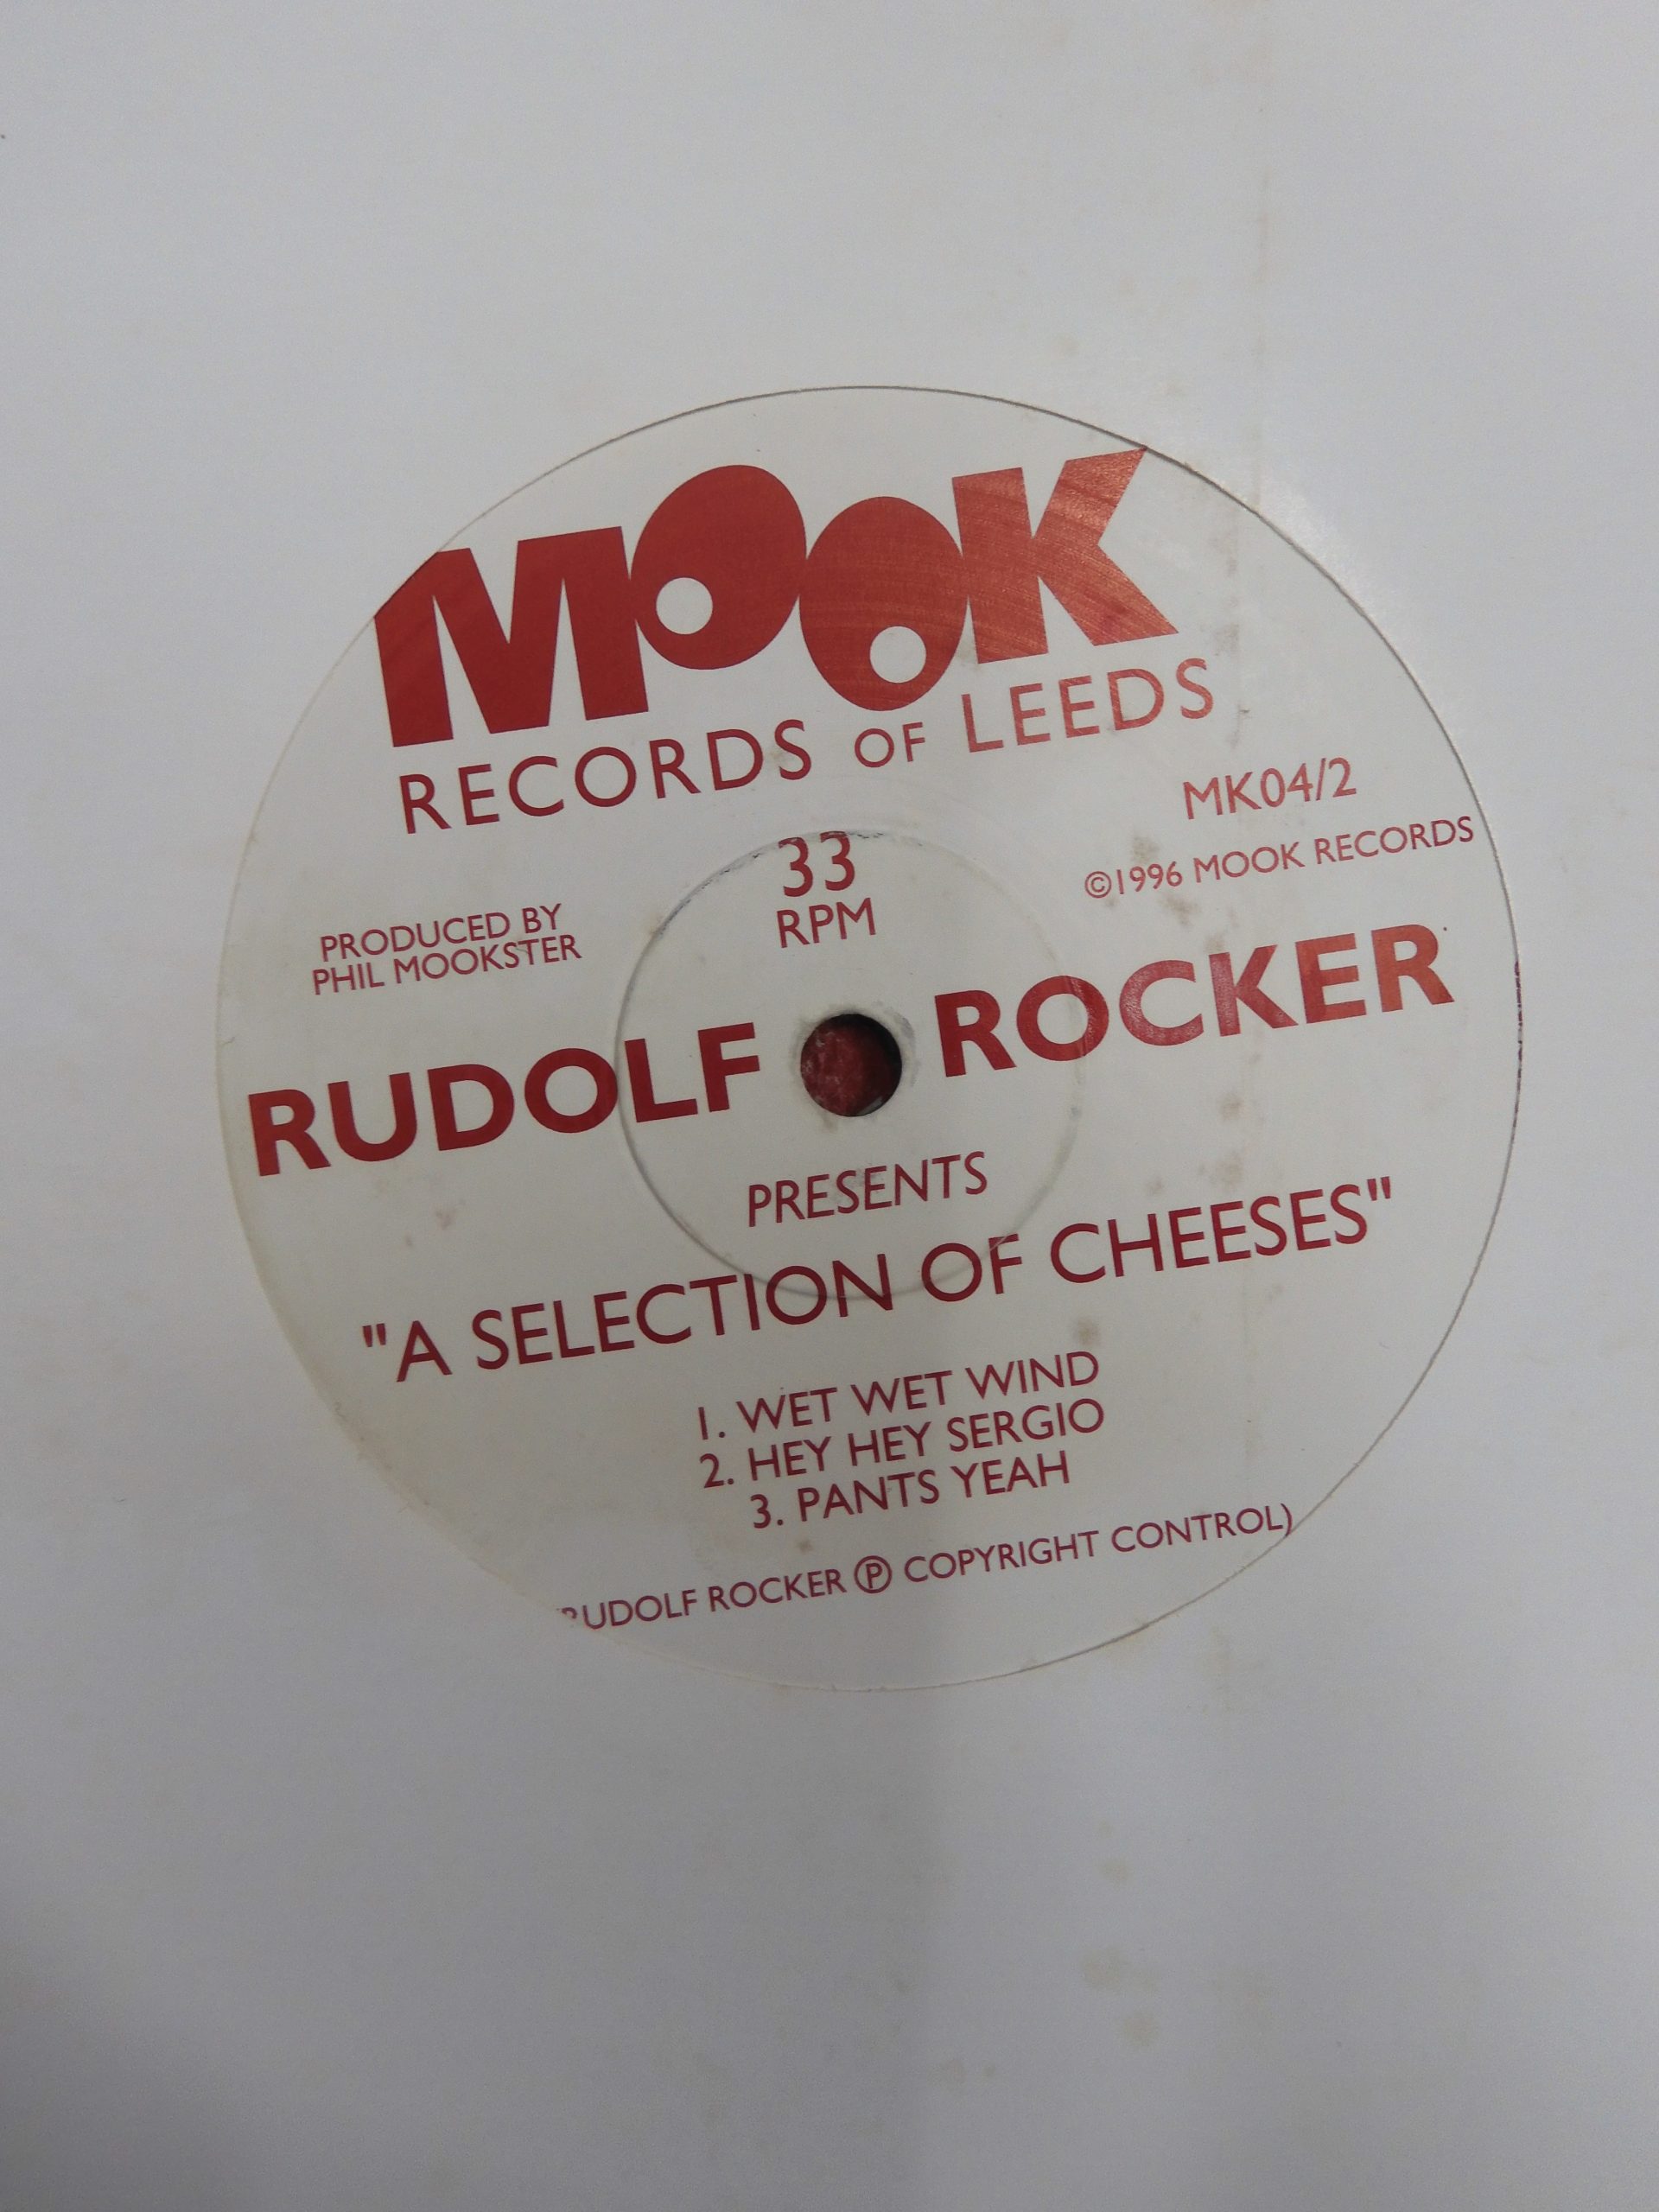 MOOK
RECORDS OF LEEDS
MK04/2
©1996 MOOK RECORDS
33
RPM
PRODUCED BY
PHIL MOOKSTER
RUDOLF ROCKER
PRESENTS
"A SELECTION OF CHEESES"
1. WET WET WIND
2. HEY HEY SERGIO
3. PANTS YEAH
RUDOLF ROCKER Ⓟ COPYRIGHT CONTROL)